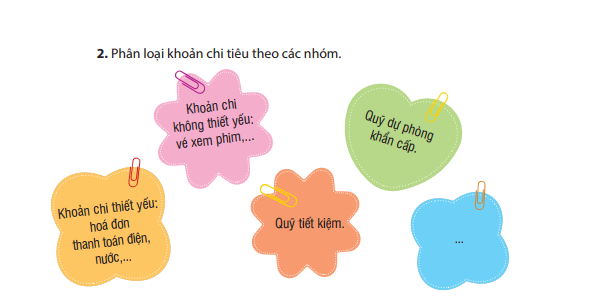 2. Phân loại khoản chi tiêu theo các nhóm.
Khoản chi
không thiết yếu:
vé xem phim,...
Quỹ dự phòng
khẩn cấp.
Khoản chi thiết yếu:
hoá đơn
thanh toán điện,
nước,...
Quỹ tiết kiệm.
...